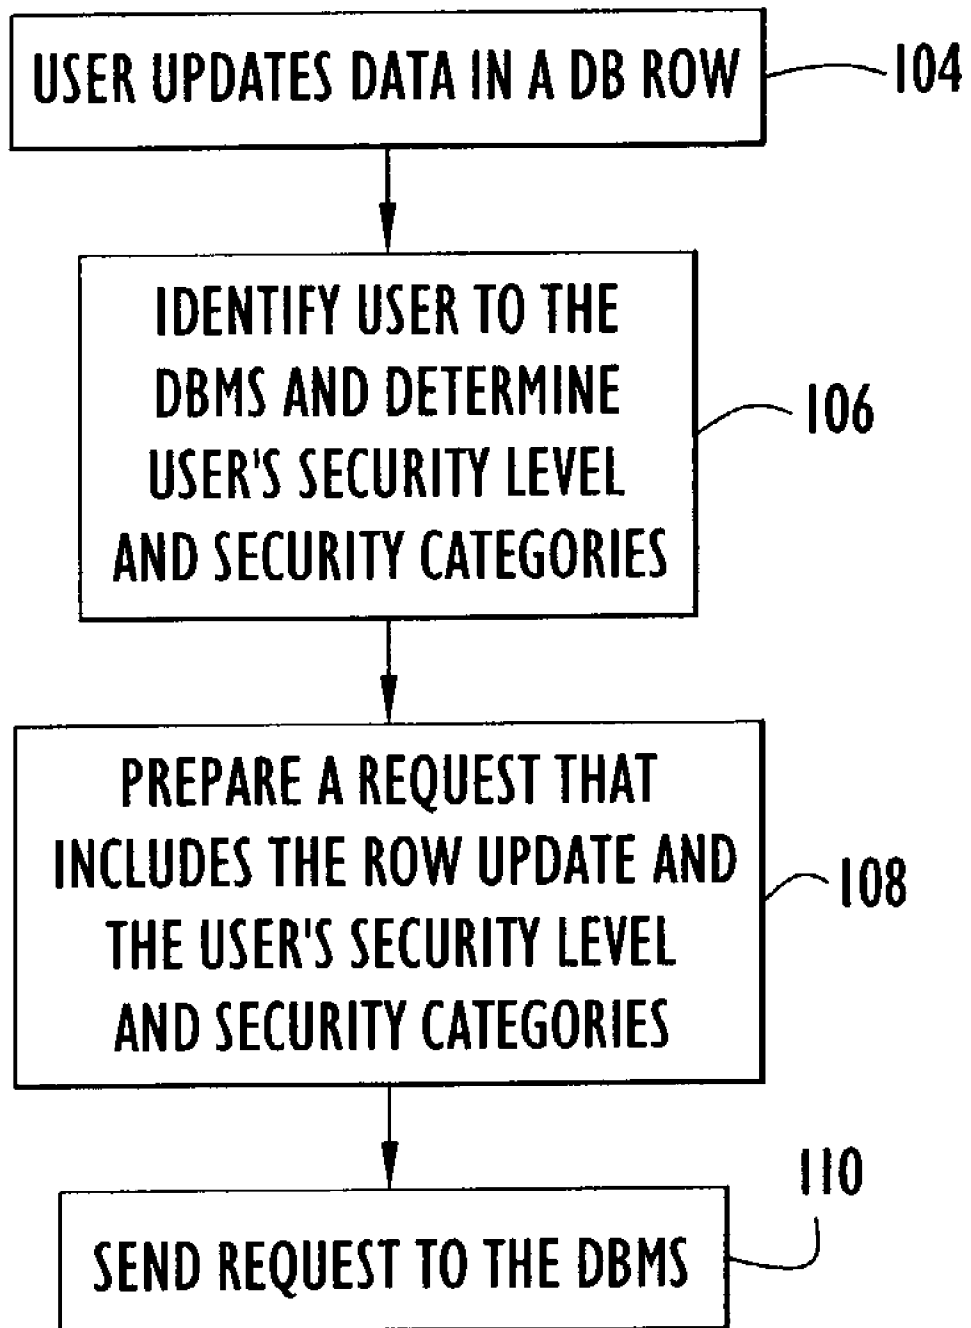 USER UPDATES DATA IN A DB ROW
104
IDENTIFY USER TO THE
DBMS AND DETERMINE
USER'S SECURITY LEVEL
AND SECURITY CATEGORIES
106
PREPARE A REQUEST THAT
INCLUDES THE ROW UPDATE AND
THE USER'S SECURITY LEVEL
AND SECURITY CATEGORIES
108
110
SEND REQUEST TO THE DBMS